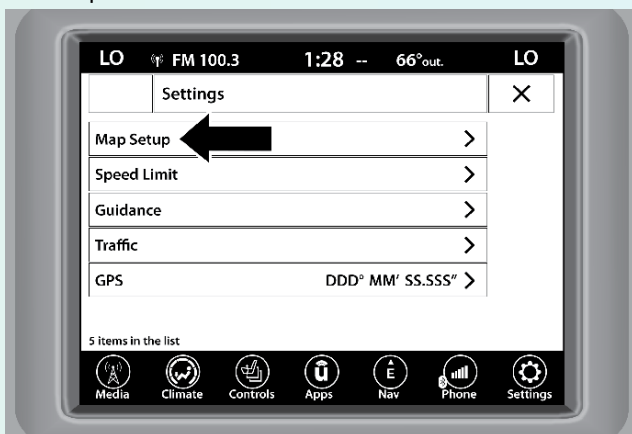 LO FM 100.3 1:28 -- 66°out. LO
Settings
Map Setup
Speed Limit
Guidance
Traffic
GPS DDD° MM' SS.SSS"
5 items in the list
Media Climate Controls Apps Nav Phone Settings